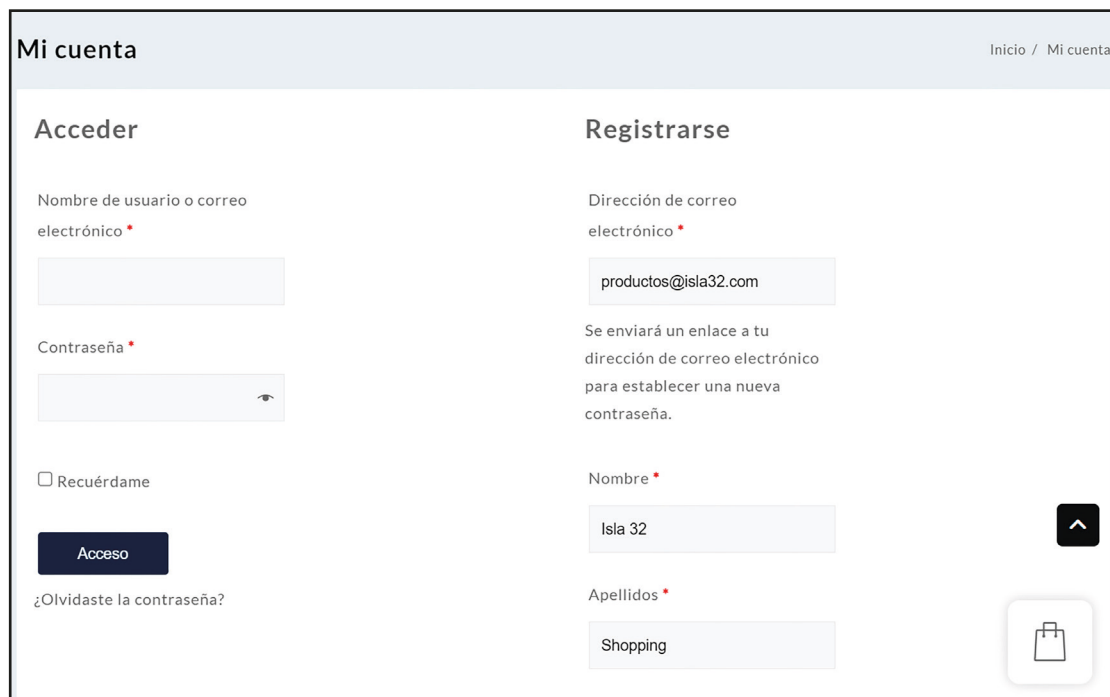 Mi cuenta
Inicio / Mi cuenta
Acceder
Nombre de usuario o correo
electrónico *
Contraseña *
Recuérdame
Acceso
¿Olvidaste la contraseña?
Registrarse
Dirección de correo
electrónico *
productos@isla32.com
Se enviará un enlace a tu
dirección de correo electrónico
para establecer una nueva
contraseña.
Nombre *
Isla 32
Apellidos *
Shopping